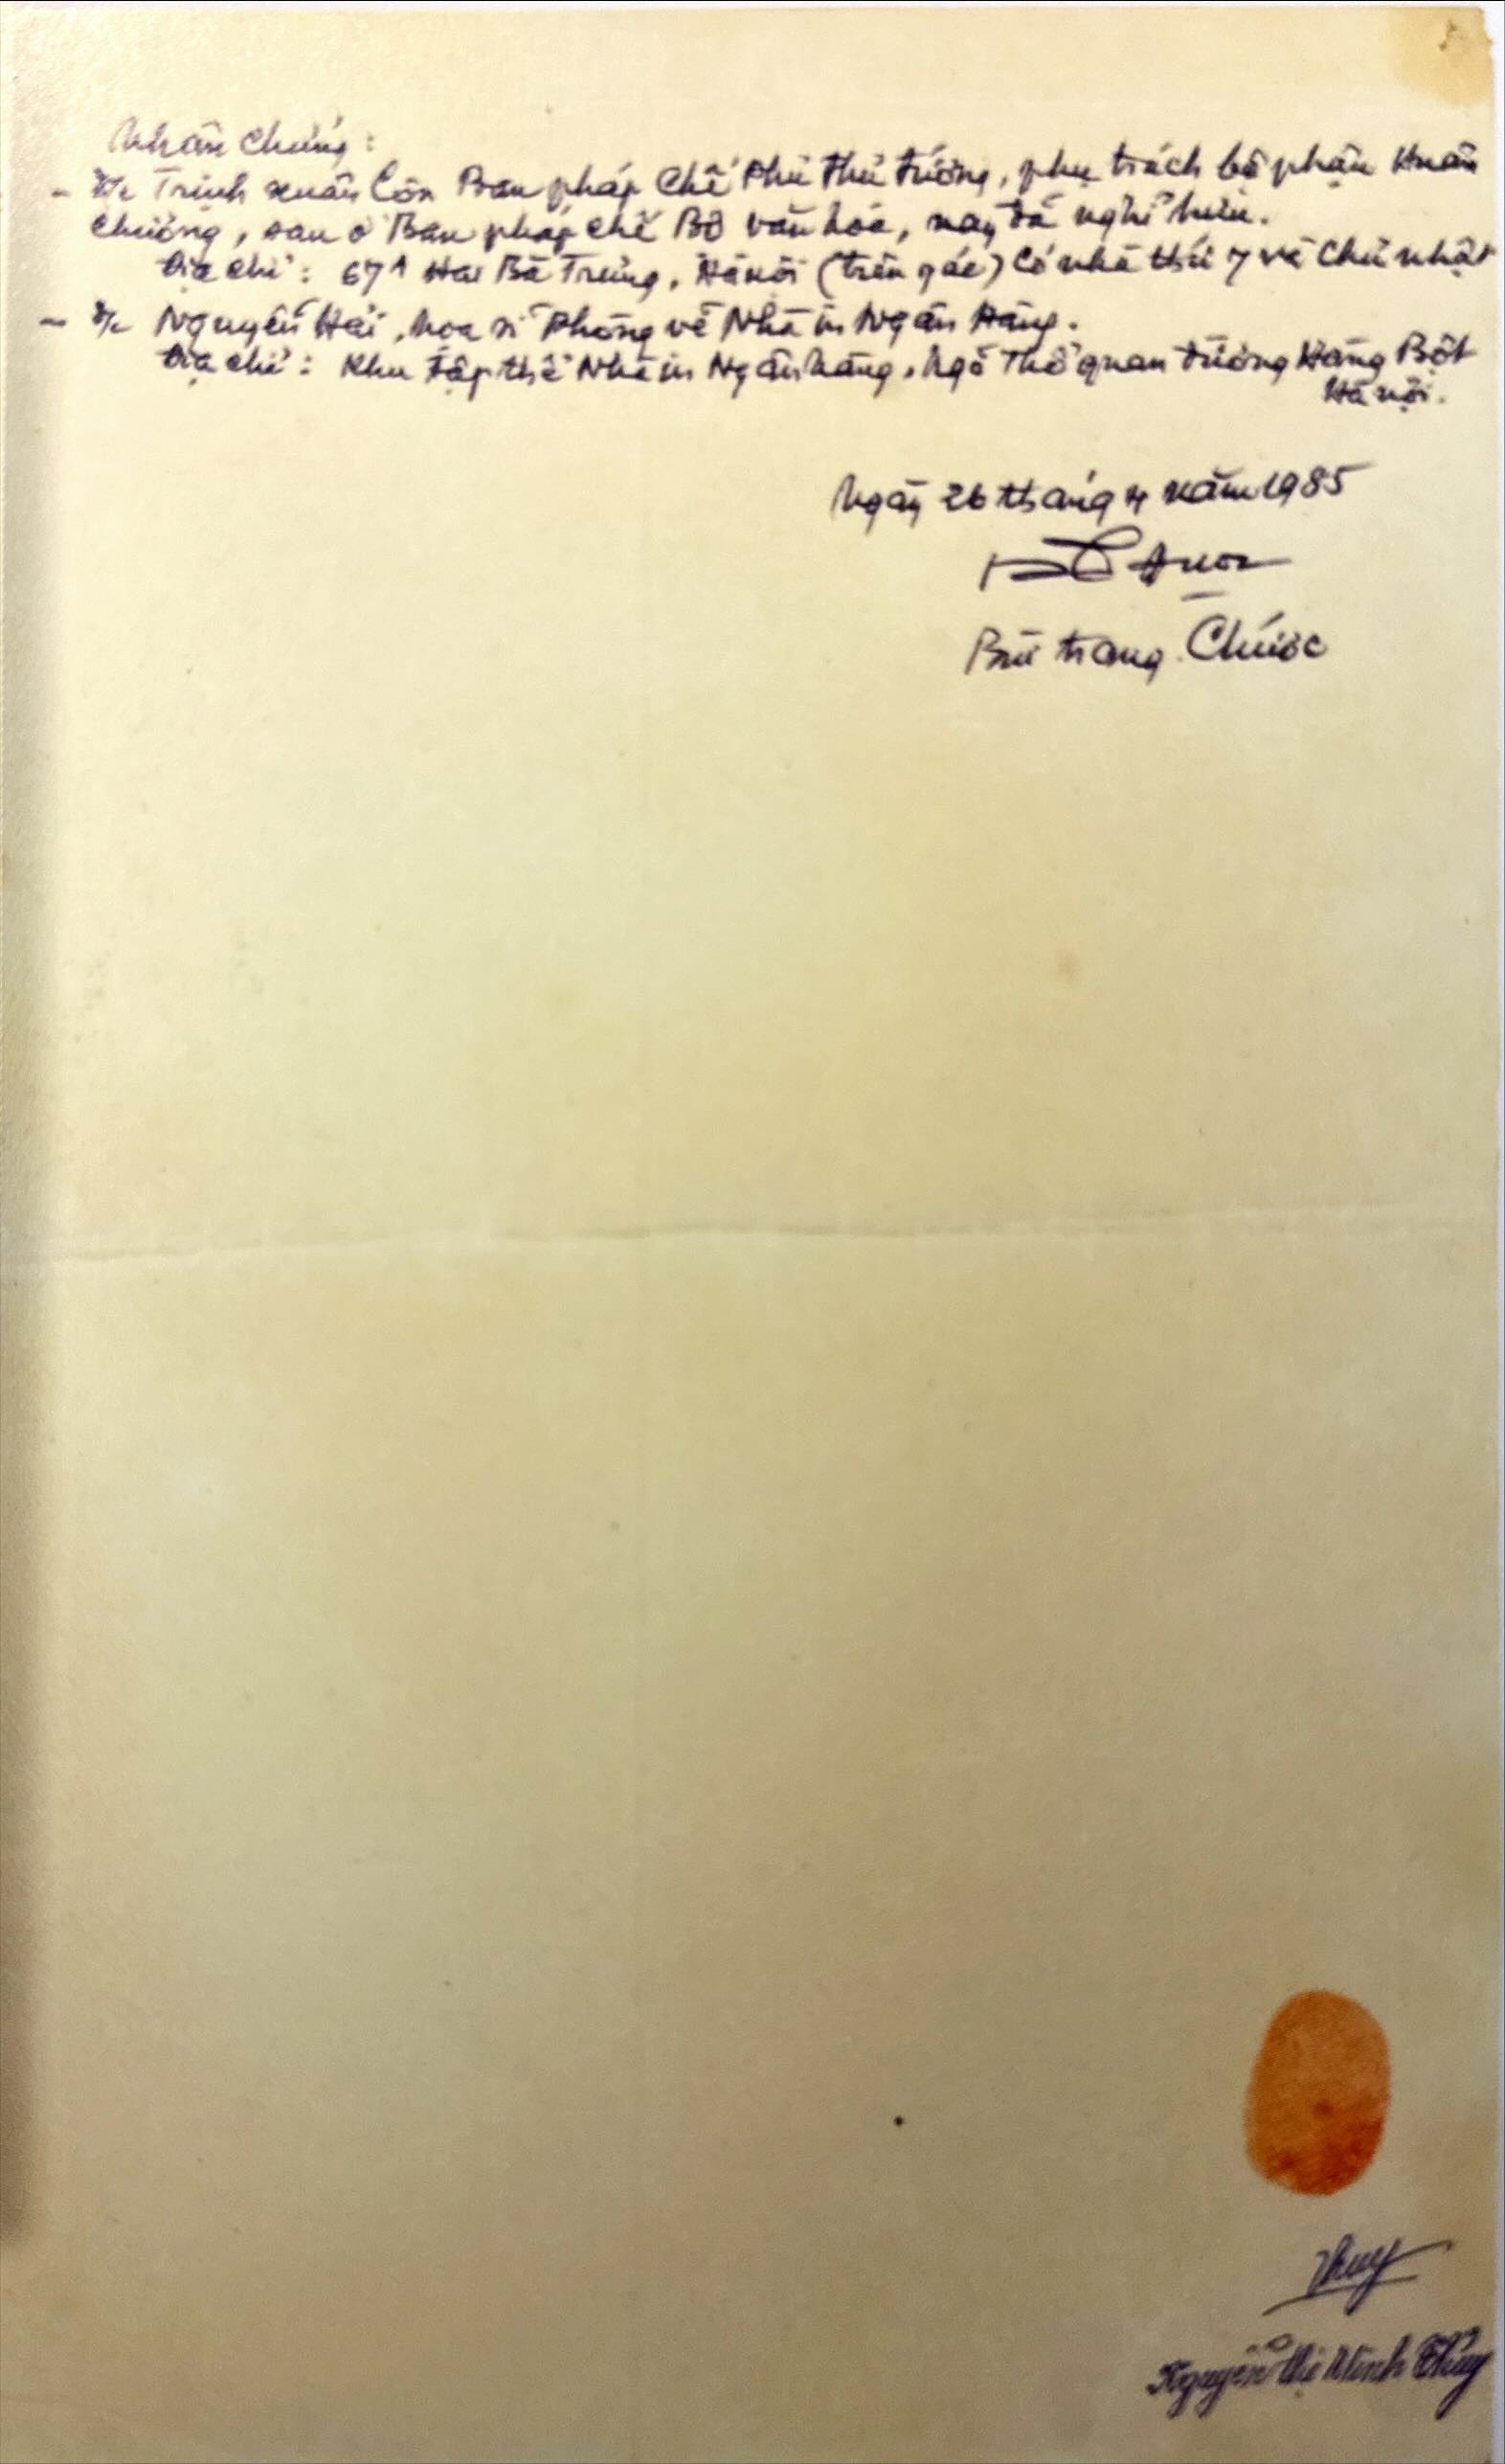 Nhân chứng:
- Đ/c Trịnh xuân Côn Ban pháp chế Phủ Thủ tướng, phụ trách bộ phận Huân
chương, sau ở Ban pháp chế Bộ văn hóa, nay đã nghỉ hưu.
Địa chỉ: 67^ Hai Bà Trưng, Hà nội (trên gác) Có nhà thứ 7 và Chủ nhật
- Đ/c Nguyễn Hải, họa sĩ Phòng vẽ Nhà in Ngân Hàng.
Địa chỉ: Khu tập thể Nhà in Ngân hàng, ngõ Thổ quan đường Hàng Bột
Hà nội.
Ngày 26 tháng 4 năm 1985
Bùi trang Chước
Thuy
Nguyễn thị Minh Thủy